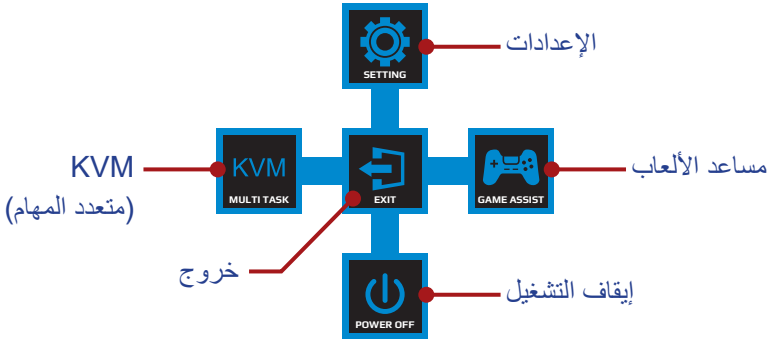 الإعدادات
SETTING
KVM
(متعدد المهام)
KVM
MULTI TASK
EXIT
GAME ASSIST
مساعد الألعاب
خروج
POWER OFF
إيقاف التشغيل